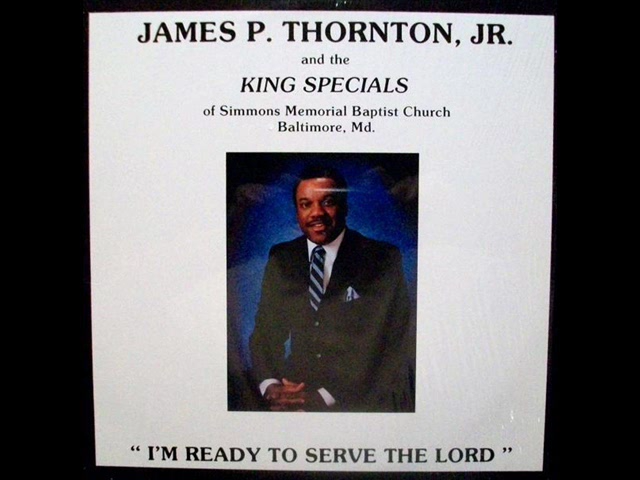 JAMES P. THORNTON, JR.
and the
KING SPECIALS
of Simmons Memorial Baptist Church
Baltimore, Md.
“ I'M READY TO SERVE THE LORD ”